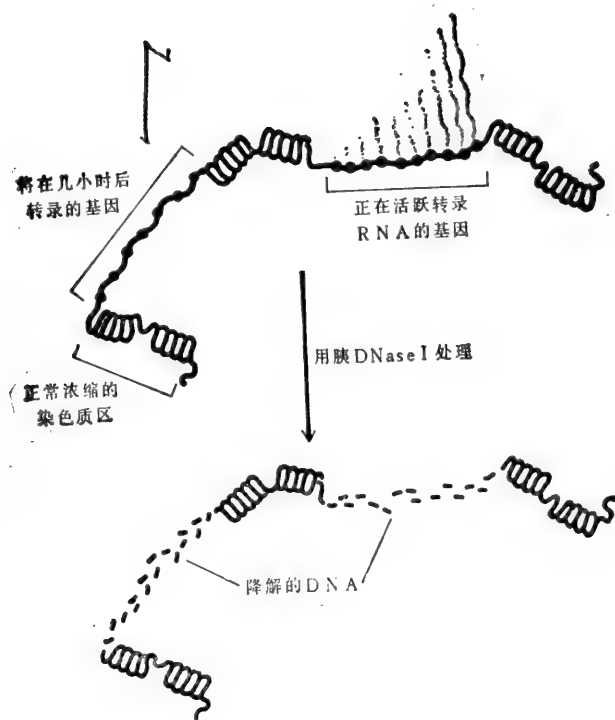 将在几小时后
转录的基因
正在活跃转录
RNA的基因
用胰DNaseⅠ处理
正常浓缩的
染色质区
降解的DNA